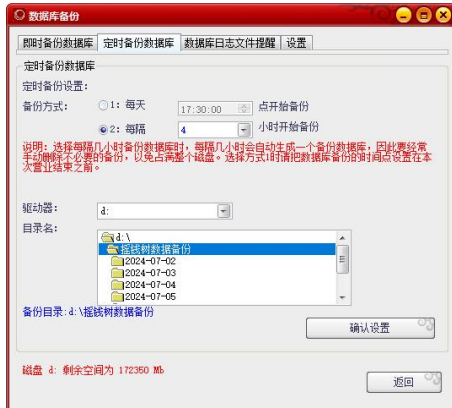 数据库备份
即时备份数据库 定时备份数据库 数据库日志文件提醒 设置
定时备份数据库
定时备份设置：
备份方式： 1：每天 17:30:00 点开始备份
2：每隔 4 小时开始备份
说明：选择每隔几小时备份数据库时，每隔几小时会自动生成一个备份数据库，因此要经常
手动删除不必要的备份，以免占满整个磁盘。选择方式1时请把数据库备份的时间点设置在本
次营业结束之前。
驱动器： d:
目录名：
d:\
摇钱树数据备份
2024-07-02
2024-07-03
2024-07-04
2024-07-05
备份目录:d:\摇钱树数据备份
确认设置
磁盘 d: 剩余空间为 172350 Mb
返回